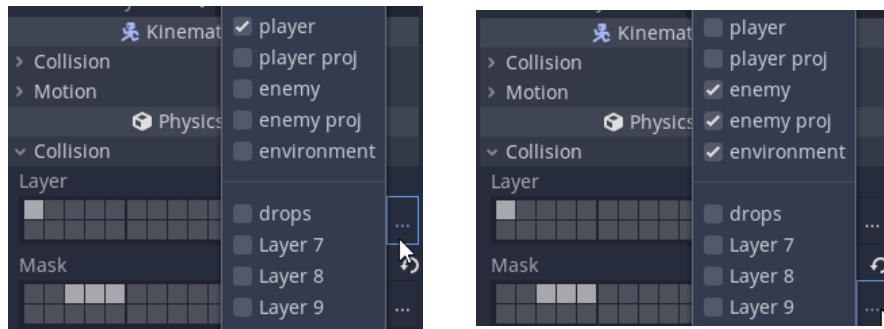 player
Kinemat
player proj
Collision
enemy
Motion
enemy proj
Physics
environment
Collision
Layer
drops
...
Layer 7
Mask
Layer 8
Layer 9
...
player
Kinemat
player proj
Collision
enemy
Motion
enemy proj
Physics
environment
Collision
Layer
drops
...
Layer 7
Mask
Layer 8
Layer 9
...